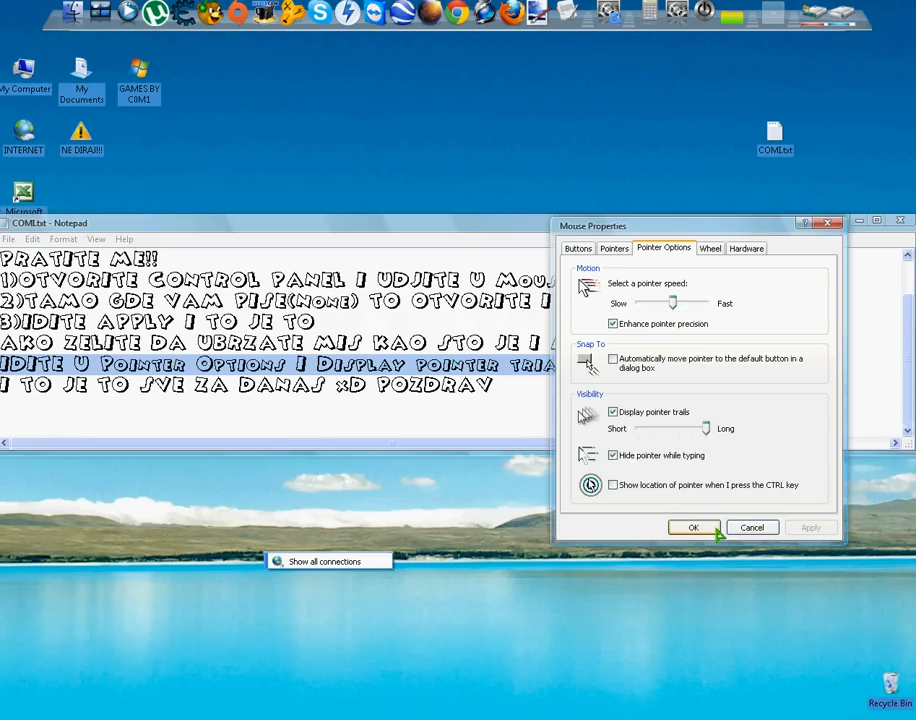 My Computer
My
Documents
GAMES BY
C0M1
INTERNET
NE DIRAJ!!!
COM1.txt
Microsoft
COM1.txt - Notepad
File Edit Format View Help
PRATITE ME!!
1)OTVORITE CONTROL PANEL I UDJITE U Mou
2)TAMO GDE VAM PISE(None) TO OTVORITE I
3)IDITE APPLY I TO JE TO
AKO ZELITE DA UBRZATE MIS KAO STO JE I
IDITE U Pointer Options I Display pointer tria
I TO JE TO SVE ZA DANAS xD POZDRAV
Mouse Properties
Buttons Pointers Pointer Options Wheel Hardware
Motion
Select a pointer speed:
Slow Fast
Enhance pointer precision
Snap To
Automatically move pointer to the default button in a
dialog box
Visibility
Display pointer trails
Short Long
Hide pointer while typing
Show location of pointer when I press the CTRL key
OK Cancel Apply
Show all connections
Recycle Bin